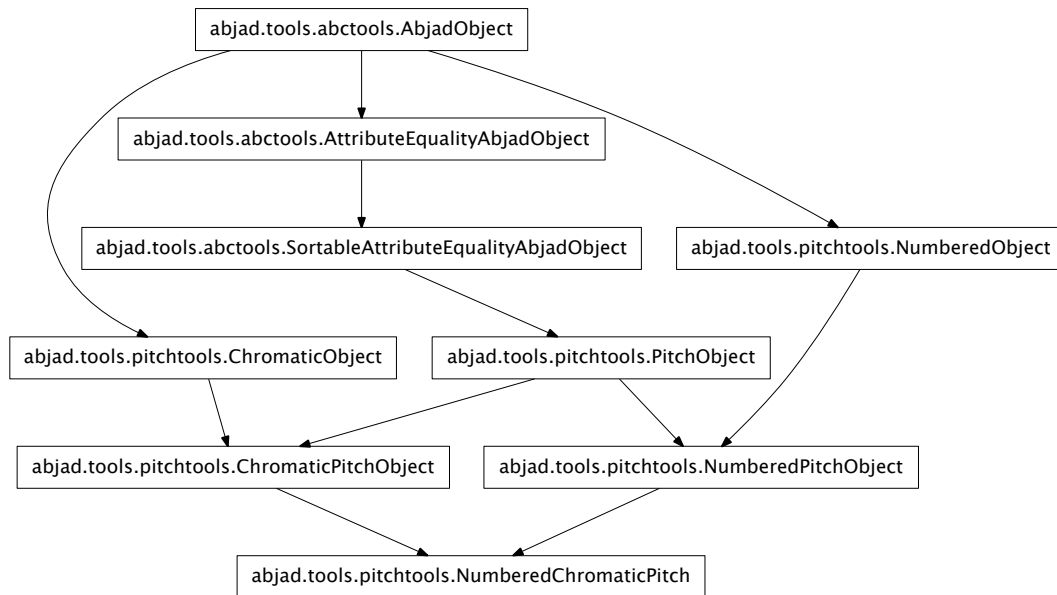 abjad.tools.abctools.AbjadObject
abjad.tools.abctools.AttributeEqualityAbjadObject
abjad.tools.abctools.SortableAttributeEqualityAbjadObject
abjad.tools.pitchtools.NumberedObject
abjad.tools.pitchtools.ChromaticObject
abjad.tools.pitchtools.PitchObject
abjad.tools.pitchtools.ChromaticPitchObject
abjad.tools.pitchtools.NumberedPitchObject
abjad.tools.pitchtools.NumberedChromaticPitch